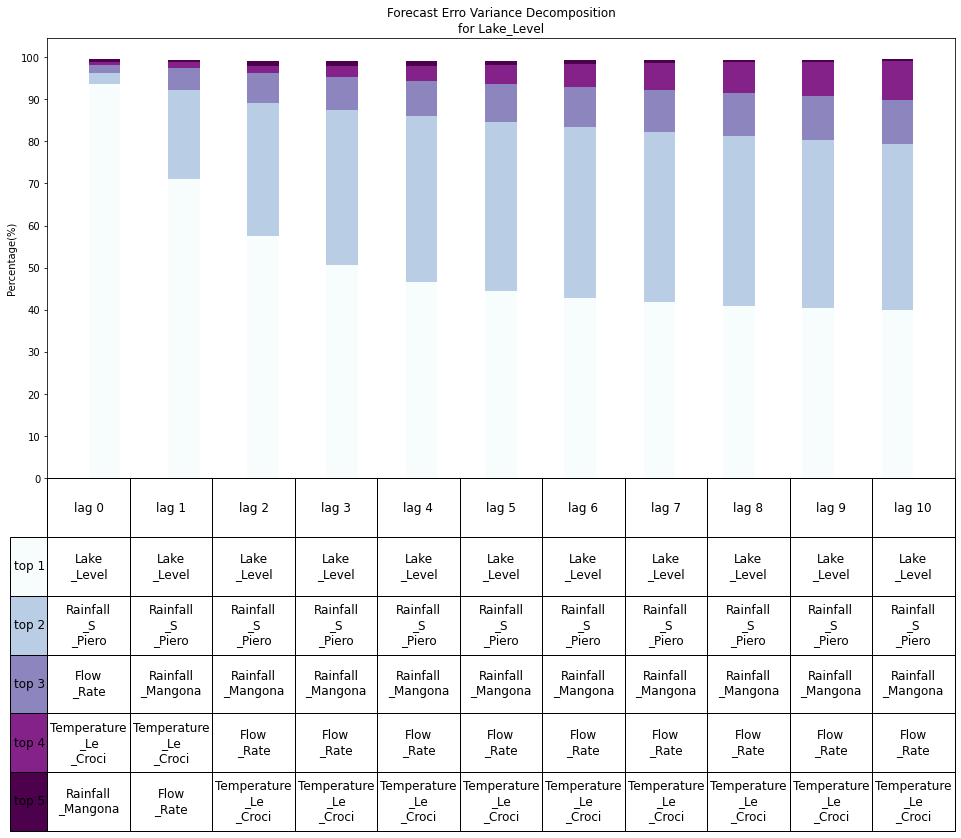 Forecast Erro Variance Decomposition
for Lake_Level
Percentage(%)
100
90
80
70
60
50
40
30
20
10
0
lag 0 lag 1 lag 2 lag 3 lag 4 lag 5 lag 6 lag 7 lag 8 lag 9 lag 10
top 1
Lake Lake Lake Lake Lake Lake Lake Lake Lake Lake Lake
_Level _Level _Level _Level _Level _Level _Level _Level _Level _Level _Level
top 2
Rainfall Rainfall Rainfall Rainfall Rainfall Rainfall Rainfall Rainfall Rainfall Rainfall Rainfall
_S _S _S _S _S _S _S _S _S _S _S
_Piero _Piero _Piero _Piero _Piero _Piero _Piero _Piero _Piero _Piero _Piero
top 3
Flow Rainfall Rainfall Rainfall Rainfall Rainfall Rainfall Rainfall Rainfall Rainfall Rainfall
_Rate _Mangona _Mangona _Mangona _Mangona _Mangona _Mangona _Mangona _Mangona _Mangona _Mangona
top 4
Temperature Temperature Flow Flow Flow Flow Flow Flow Flow Flow Flow
_Le _Le _Rate _Rate _Rate _Rate _Rate _Rate _Rate _Rate _Rate
_Croci _Croci
top 5
Rainfall Flow Temperature Temperature Temperature Temperature Temperature Temperature Temperature Temperature Temperature
_Mangona _Rate _Le _Le _Le _Le _Le _Le _Le _Le _Le
_Croci _Croci _Croci _Croci _Croci _Croci _Croci _Croci _Croci